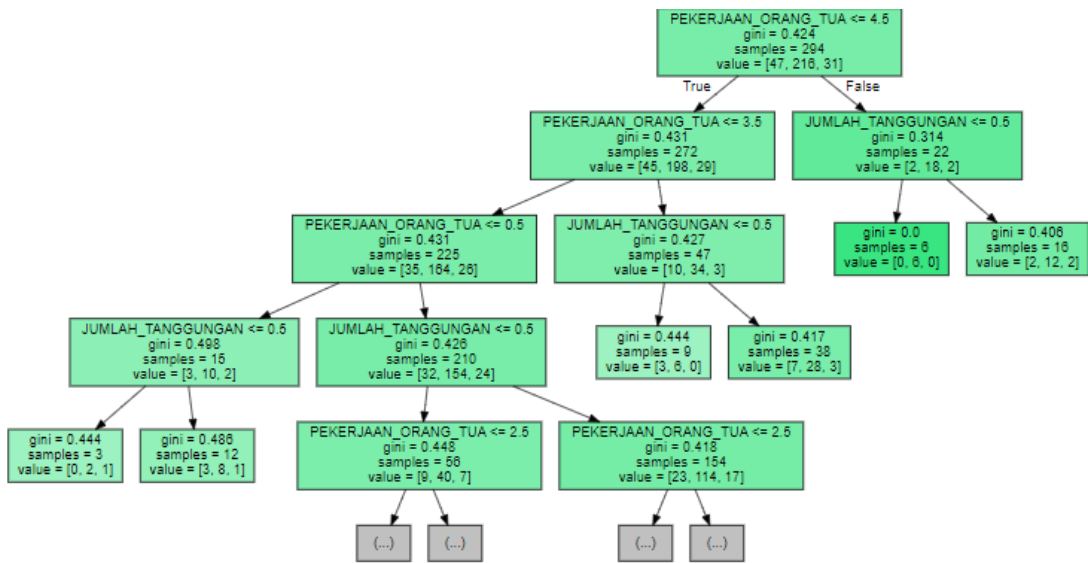 PEKERJAAN_ORANG_TUA <= 4.5
gini = 0.424
samples = 294
value = [47, 216, 31]
True
False
PEKERJAAN_ORANG_TUA <= 3.5
gini = 0.431
samples = 272
value = [45, 198, 29]
JUMLAH_TANGGUNGAN <= 0.5
gini = 0.314
samples = 22
value = [2, 18, 2]
PEKERJAAN_ORANG_TUA <= 0.5
gini = 0.431
samples = 225
value = [35, 164, 26]
JUMLAH_TANGGUNGAN <= 0.5
gini = 0.427
samples = 47
value = [10, 34, 3]
gini = 0.0
samples = 6
value = [0, 6, 0]
gini = 0.406
samples = 16
value = [2, 12, 2]
JUMLAH_TANGGUNGAN <= 0.5
gini = 0.498
samples = 15
value = [3, 10, 2]
JUMLAH_TANGGUNGAN <= 0.5
gini = 0.426
samples = 210
value = [32, 154, 24]
gini = 0.444
samples = 9
value = [3, 6, 0]
gini = 0.417
samples = 38
value = [7, 28, 3]
gini = 0.444
samples = 3
value = [0, 2, 1]
gini = 0.486
samples = 12
value = [3, 8, 1]
PEKERJAAN_ORANG_TUA <= 2.5
gini = 0.448
samples = 56
value = [9, 40, 7]
PEKERJAAN_ORANG_TUA <= 2.5
gini = 0.418
samples = 154
value = [23, 114, 17]
(...)
(...)
(...)
(...)